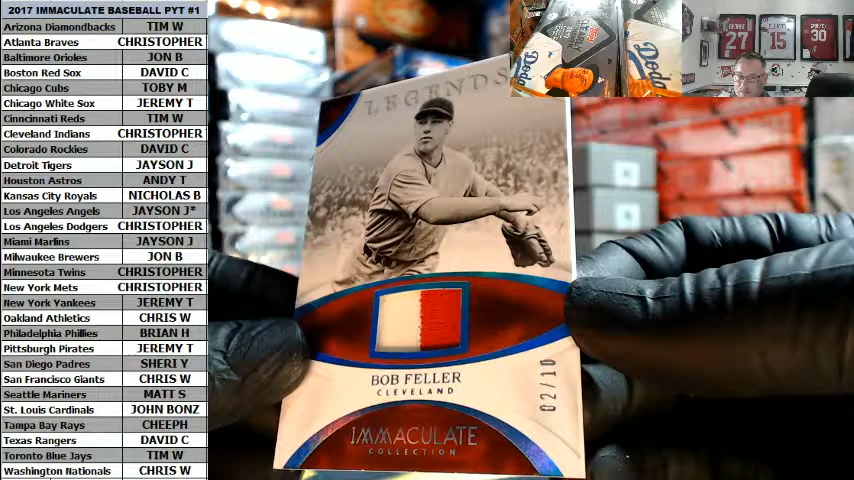 2017 IMMACULATE BASEBALL PYT #1
Arizona Diamondbacks TIM W
Atlanta Braves CHRISTOPHER
Baltimore Orioles JON B
Boston Red Sox DAVID C
Chicago Cubs TOBY M
Chicago White Sox JEREMY T
Cinncinati Reds TIM W
Cleveland Indians CHRISTOPHER
Colorado Rockies DAVID C
Detroit Tigers JAYSON J
Houston Astros ANDY T
Kansas City Royals NICHOLAS B
Los Angeles Angels JAYSON J*
Los Angeles Dodgers CHRISTOPHER
Miami Marlins JAYSON J
Milwaukee Brewers JON B
Minnesota Twins CHRISTOPHER
New York Mets CHRISTOPHER
New York Yankees JEREMY T
Oakland Athletics CHRIS W
Philadelphia Phillies BRIAN H
Pittsburgh Pirates JEREMY T
San Diego Padres SHERI Y
San Francisco Giants CHRIS W
Seattle Mariners MATT S
St. Louis Cardinals JOHN BONZ
Tampa Bay Rays CHEEPH
Texas Rangers DAVID C
Toronto Blue Jays TIM W
Washington Nationals CHRIS W
LEGENDS
BOB FELLER
CLEVELAND
02/10
IMMACULATE
COLLECTION
27
15
30